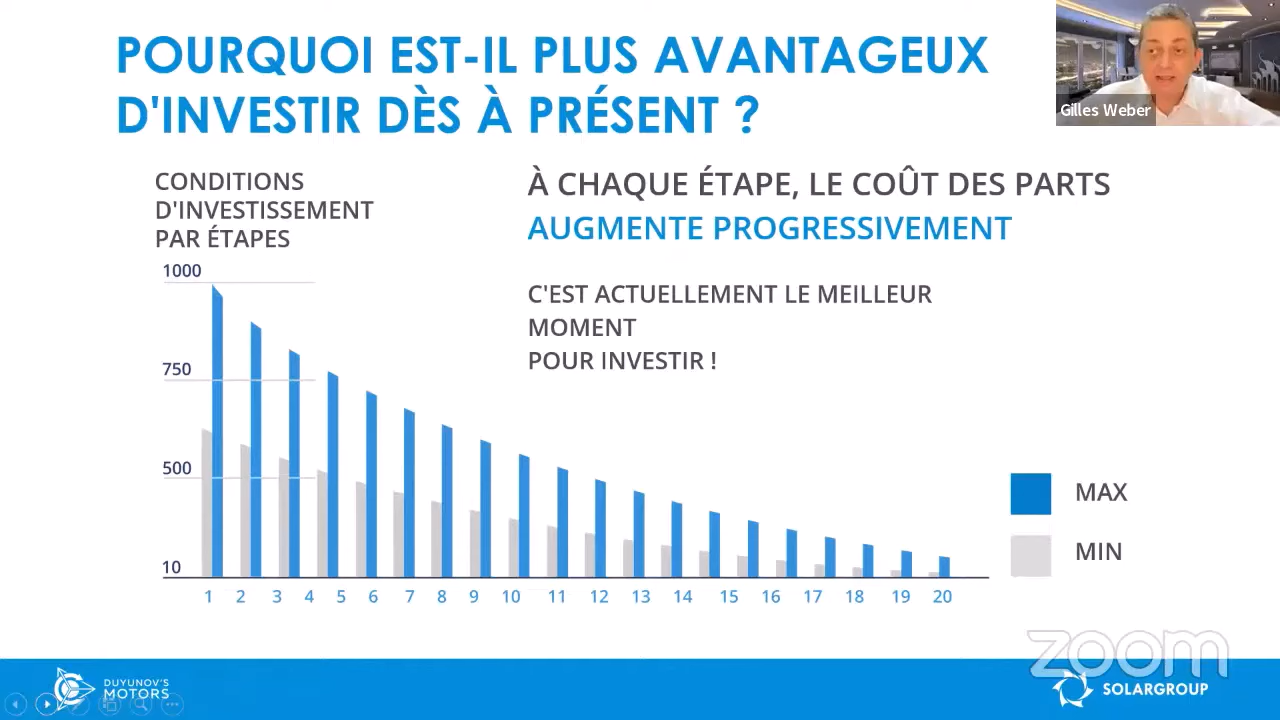 POURQUOI EST-IL PLUS AVANTAGEUX
D'INVESTIR DÈS À PRÉSENT ?
Gilles Weber
CONDITIONS
D'INVESTISSEMENT
PAR ÉTAPES
À CHAQUE ÉTAPE, LE COÛT DES PARTS
AUGMENTE PROGRESSIVEMENT
C'EST ACTUELLEMENT LE MEILLEUR
MOMENT
POUR INVESTIR !
1000
750
500
10
1 2 3 4 5 6 7 8 9 10 11 12 13 14 15 16 17 18 19 20
MAX
MIN
zoom
DUYUNOV'S
MOTORS
SOLARGROUP